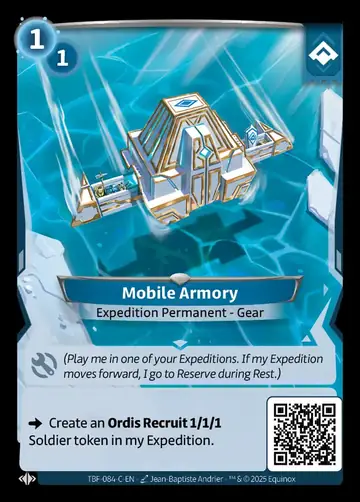 1
1
Mobile Armory
Expedition Permanent - Gear
(Play me in one of your Expeditions. If my Expedition
moves forward, I go to Reserve during Rest.)
Create an Ordis Recruit 1/1/1
Soldier token in my Expedition.
TBF-084-C-EN - Jean-Baptiste Andrier - ™ & © 2025 Equinox